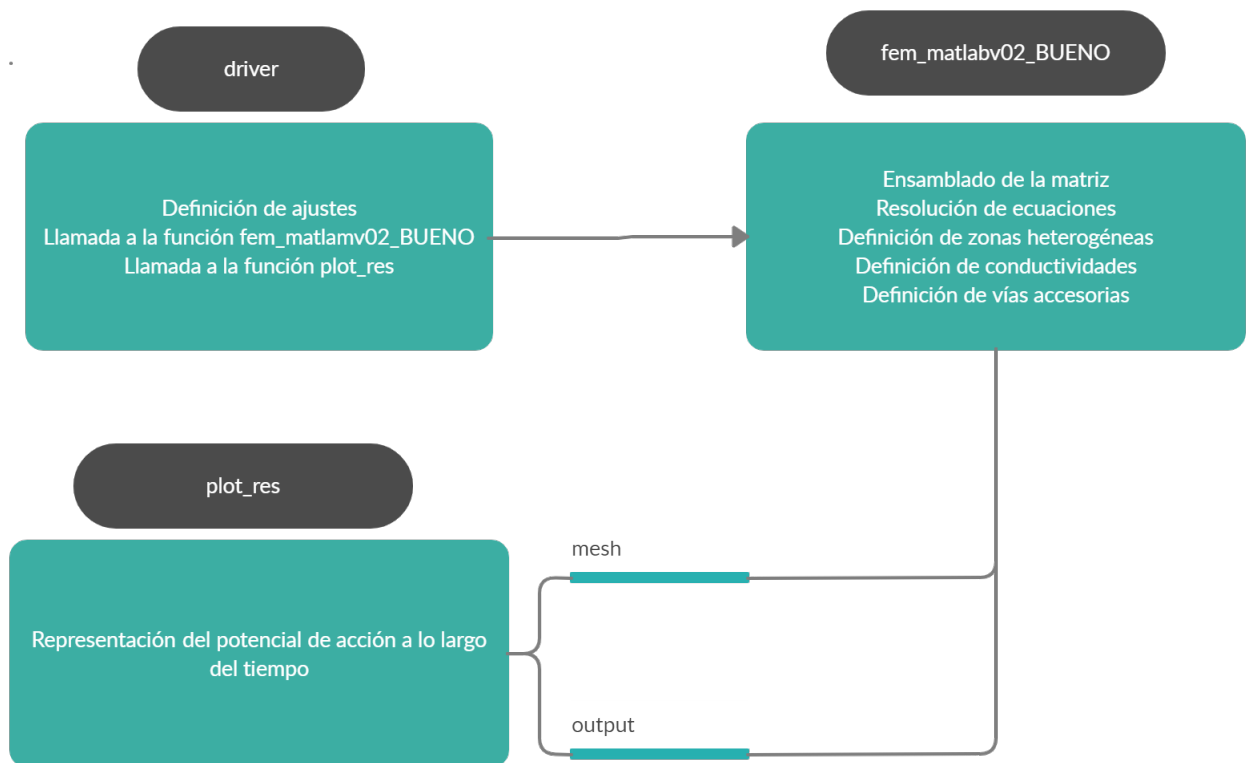 driver
Definición de ajustes
Llamada a la función fem_matlamv02_BUENO
Llamada a la función plot_res
fem_matlabv02_BUENO
Ensamblado de la matriz
Resolución de ecuaciones
Definición de zonas heterogéneas
Definición de conductividades
Definición de vías accesorias
plot_res
Representación del potencial de acción a lo largo
del tiempo
mesh
output